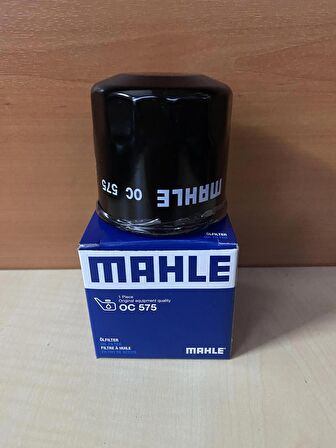 MAHLE
OC 575
MAHLE
1 Piece
Original equipment quality
OC 575
ÖLFILTER
FILTRE À HUILE
MAHLE